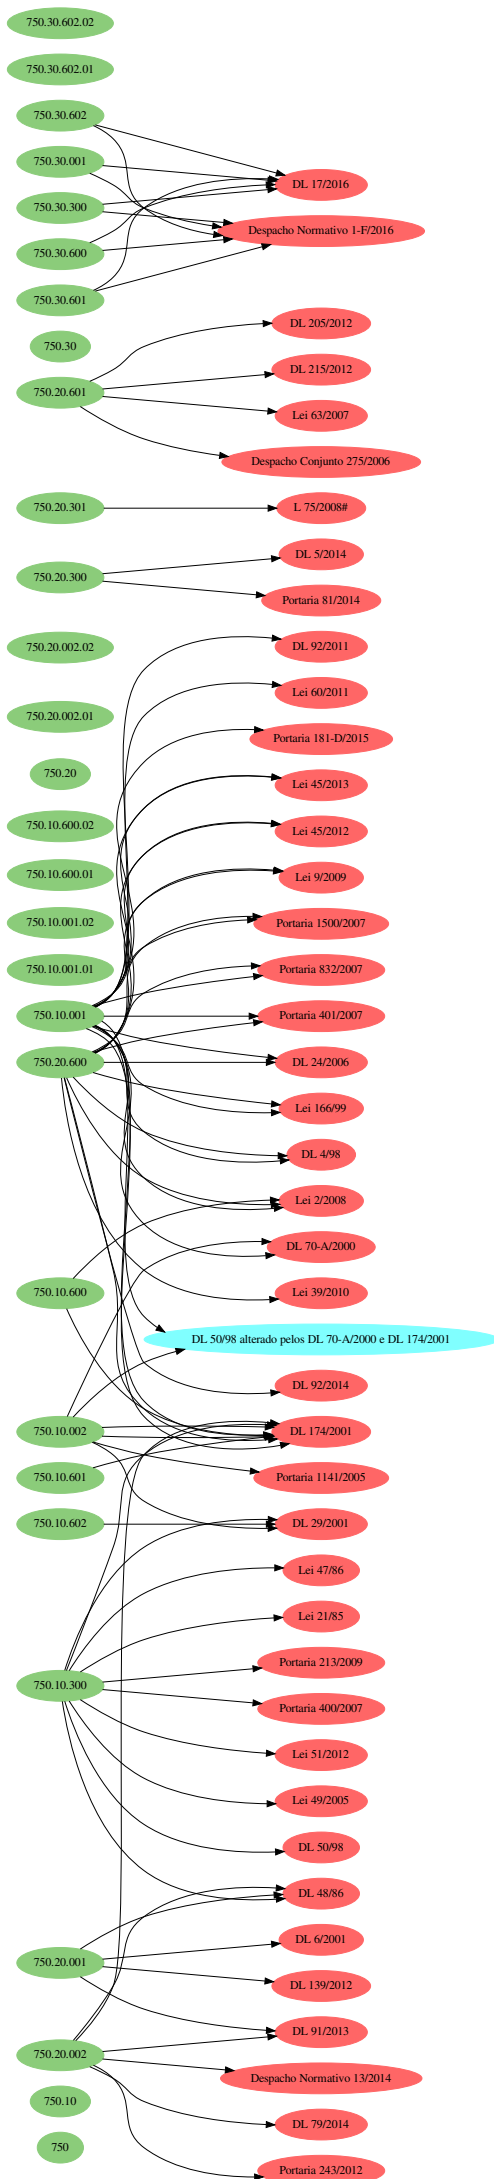 750.30.602.02
750.30.602.01
750.30.602
750.30.001
DL 17/2016
750.30.300
Despacho Normativo 1-F/2016
750.30.600
750.30.601
DL 205/2012
750.30
DL 215/2012
750.20.601
Lei 63/2007
Despacho Conjunto 275/2006
750.20.301
L 75/2008#
DL 5/2014
750.20.300
Portaria 81/2014
750.20.002.02
DL 92/2011
Lei 60/2011
750.20.002.01
Portaria 181-D/2015
750.20
Lei 45/2013
750.10.600.02
Lei 45/2012
750.10.600.01
Lei 9/2009
750.10.001.02
Portaria 1500/2007
750.10.001.01
Portaria 832/2007
750.10.001
Portaria 401/2007
750.20.600
DL 24/2006
Lei 166/99
DL 4/98
Lei 2/2008
DL 70-A/2000
750.10.600
Lei 39/2010
DL 50/98 alterado pelos DL 70-A/2000 e DL 174/2001
DL 92/2014
750.10.002
DL 174/2001
750.10.601
Portaria 1141/2005
750.10.602
DL 29/2001
Lei 47/86
Lei 21/85
Portaria 213/2009
750.10.300
Portaria 400/2007
Lei 51/2012
Lei 49/2005
DL 50/98
DL 48/86
DL 6/2001
750.20.001
DL 139/2012
DL 91/2013
750.20.002
Despacho Normativo 13/2014
750.10
DL 79/2014
750
Portaria 243/2012